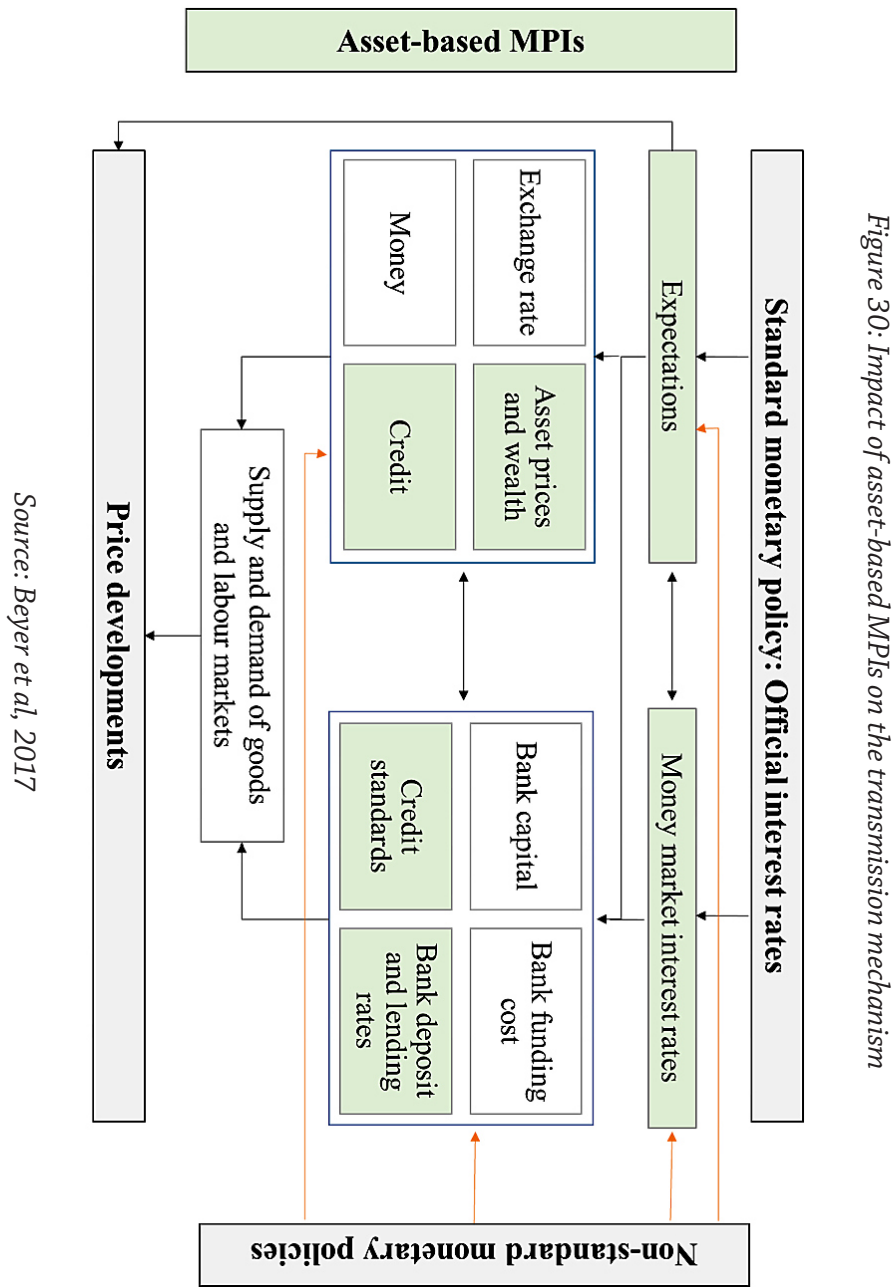 Figure 30: Impact of asset-based MPIs on the transmission mechanism
Asset-based MPIs
Standard monetary policy: Official interest rates
Expectations
Money market interest rates
Exchange rate
Asset prices
and wealth
Money
Credit
Bank capital
Bank funding
cost
Credit
standards
Bank deposit
and lending
rates
Supply and demand of goods
and labour markets
Price developments
Non-standard monetary policies
Source: Beyer et al, 2017